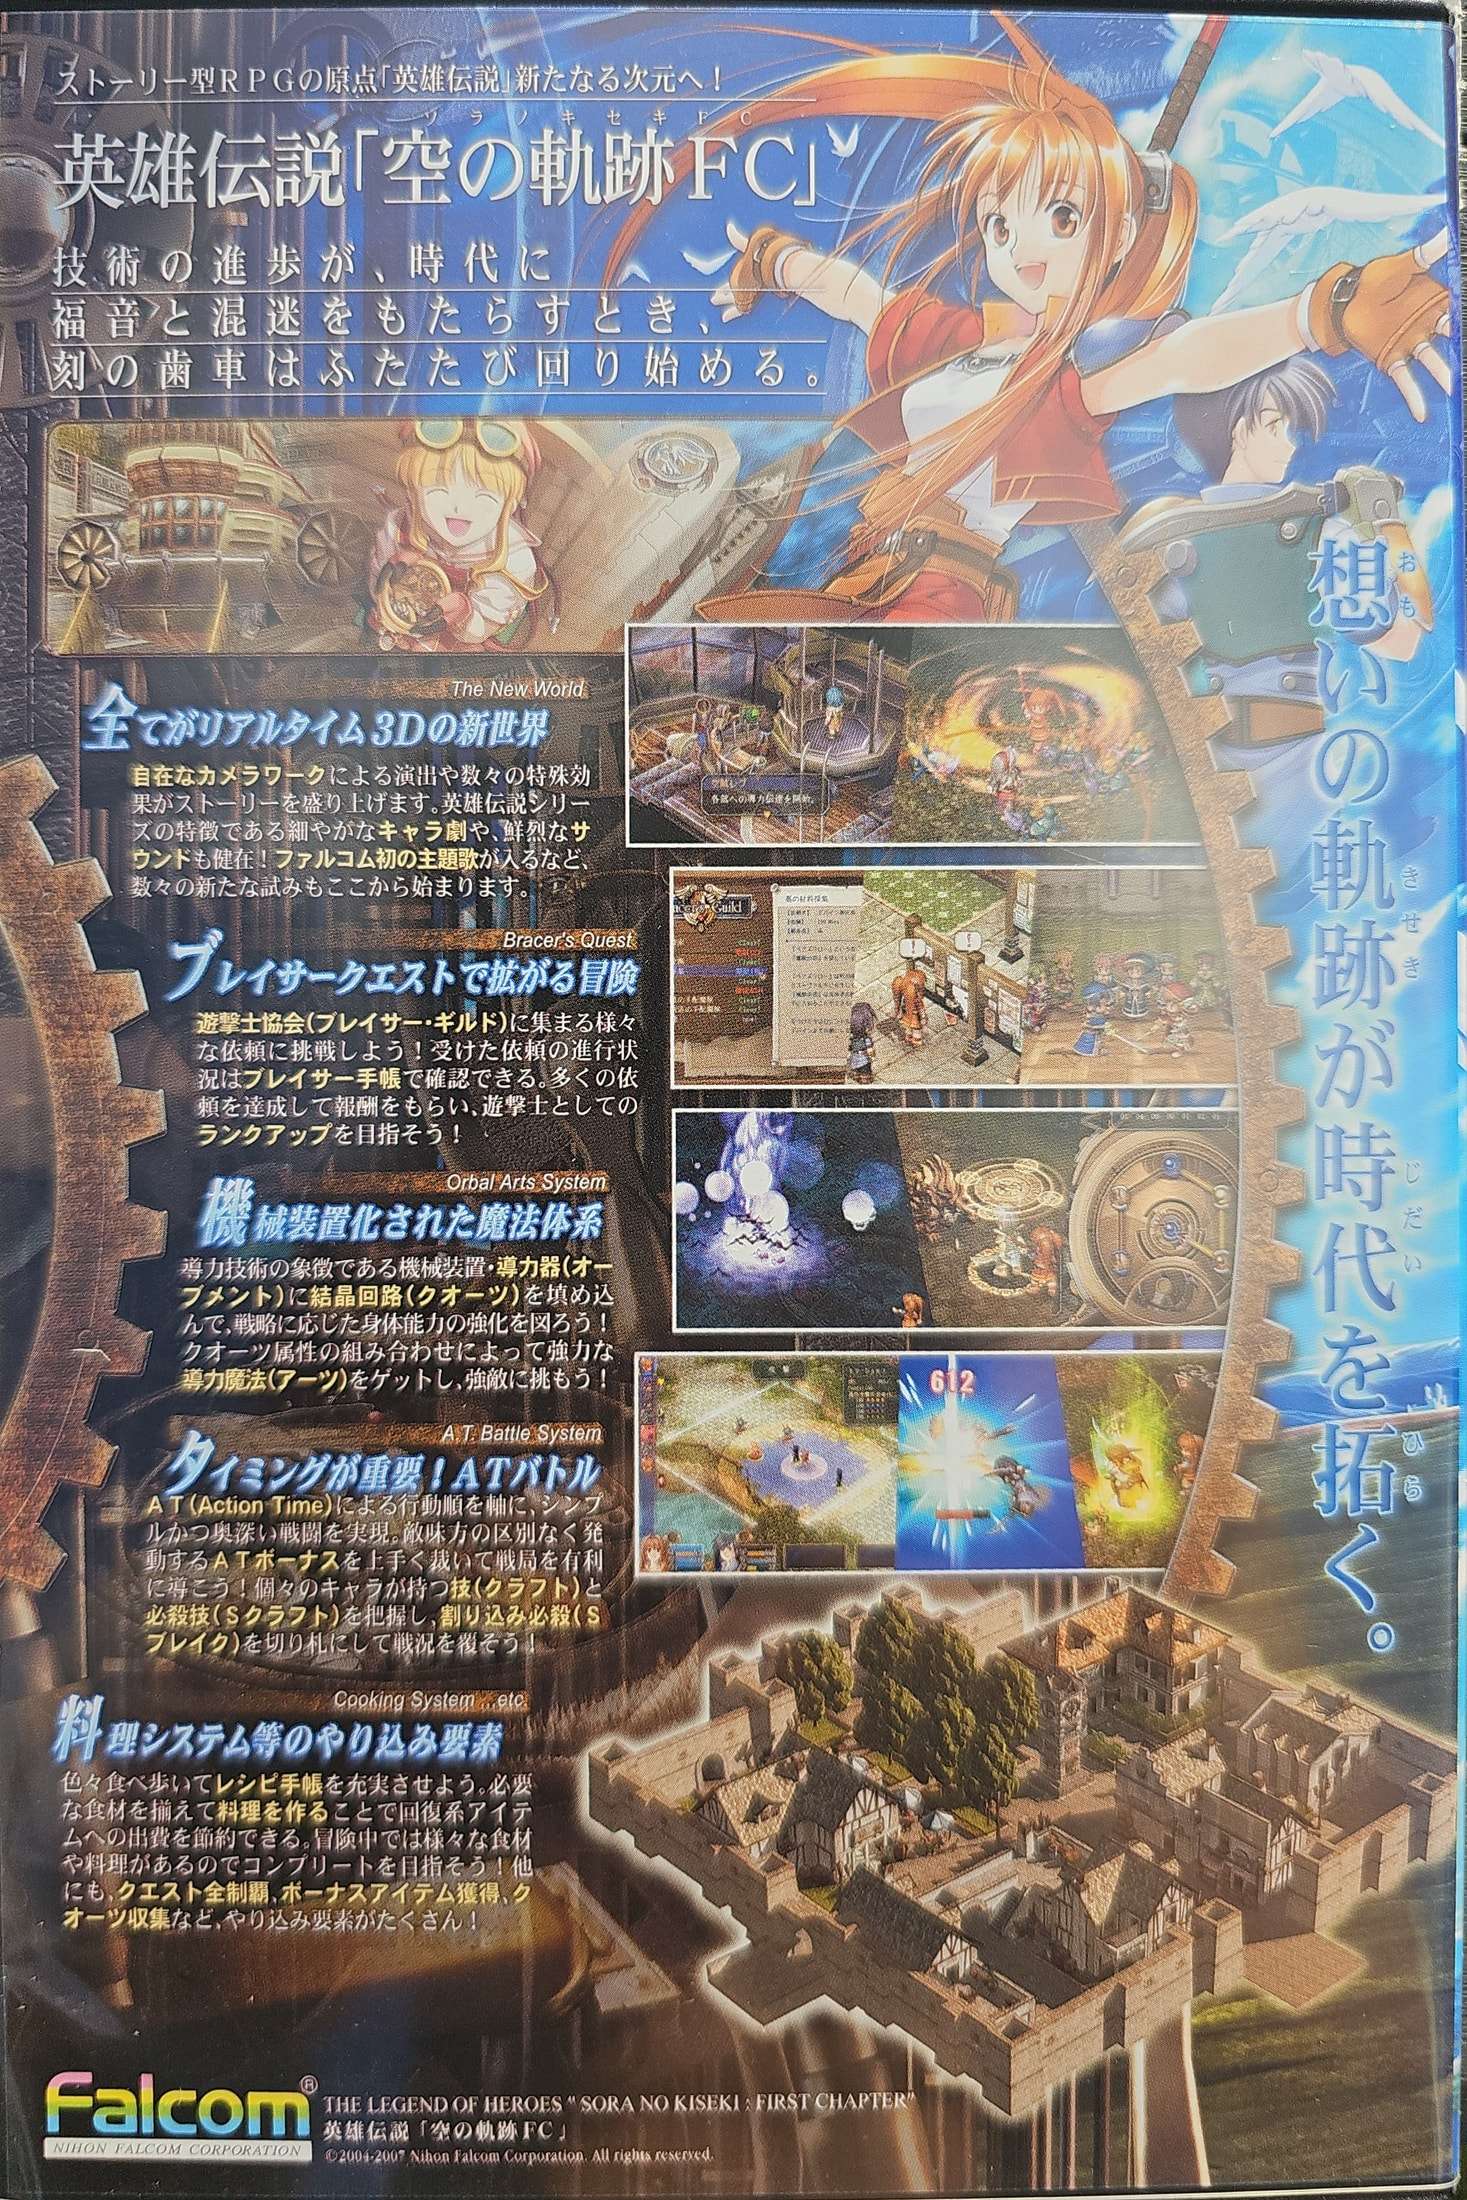 ストーリー型RPGの原点「英雄伝説」新たなる次元へ!
ソラノキセキFC
英雄伝説「空の軌跡FC」
技術の進歩が、時代に
福音と混迷をもたらすとき、
刻の歯車はふたたび回り始める。
おも きせき じだい ひら
想いの軌跡が時代を拓く。
The New World
全てがリアルタイム3Dの新世界
自在なカメラワークによる演出や数々の特殊効
果がストーリーを盛り上げます。英雄伝説シリー
ズの特徴である細やかなキャラ劇や、鮮烈なサ
ウンドも健在!ファルコム初の主題歌が入るなど、
数々の新たな試みもここから始まります。
各部への導力伝達を開始。
Bracer's Quest
ブレイサークエストで拡がる冒険
遊撃士協会(ブレイサー・ギルド)に集まる様々
な依頼に挑戦しよう!受けた依頼の進行状
況はブレイサー手帳で確認できる。多くの依
頼を達成して報酬をもらい、遊撃士としての
ランクアップを目指そう!
Guild
Orbal Arts System
機械装置化された魔法体系
導力技術の象徴である機械装置・導力器(オー
ブメント)に結晶回路(クオーツ)を填め込
んで、戦略に応じた身体能力の強化を図ろう!
クオーツ属性の組み合わせによって強力な
導力魔法(アーツ)をゲットし、強敵に挑もう!
A.T. Battle System
タイミングが重要!ATバトル
AT(Action Time)による行動順を軸に、シンプ
ルかつ奥深い戦闘を実現。敵味方の区別なく発
動するATボーナスを上手く裁いて戦局を有利
に導こう!個々のキャラが持つ技(クラフト)と
必殺技(Sクラフト)を把握し、割り込み必殺(S
ブレイク)を切り札にして戦況を覆そう!
612
Cooking System ...etc.
料理システム等のやり込み要素
色々食べ歩いてレシピ手帳を充実させよう。必要
な食材を揃えて料理を作ることで回復系アイテ
ムへの出費を節約できる。冒険中では様々な食材
や料理があるのでコンプリートを目指そう!他
にも、クエスト全制覇、ボーナスアイテム獲得、ク
オーツ収集など、やり込み要素がたくさん!
Falcom®
NIHON FALCOM CORPORATION
THE LEGEND OF HEROES "SORA NO KISEKI : FIRST CHAPTER"
英雄伝説「空の軌跡FC」
©2004-2007 Nihon Falcom Corporation. All rights reserved.